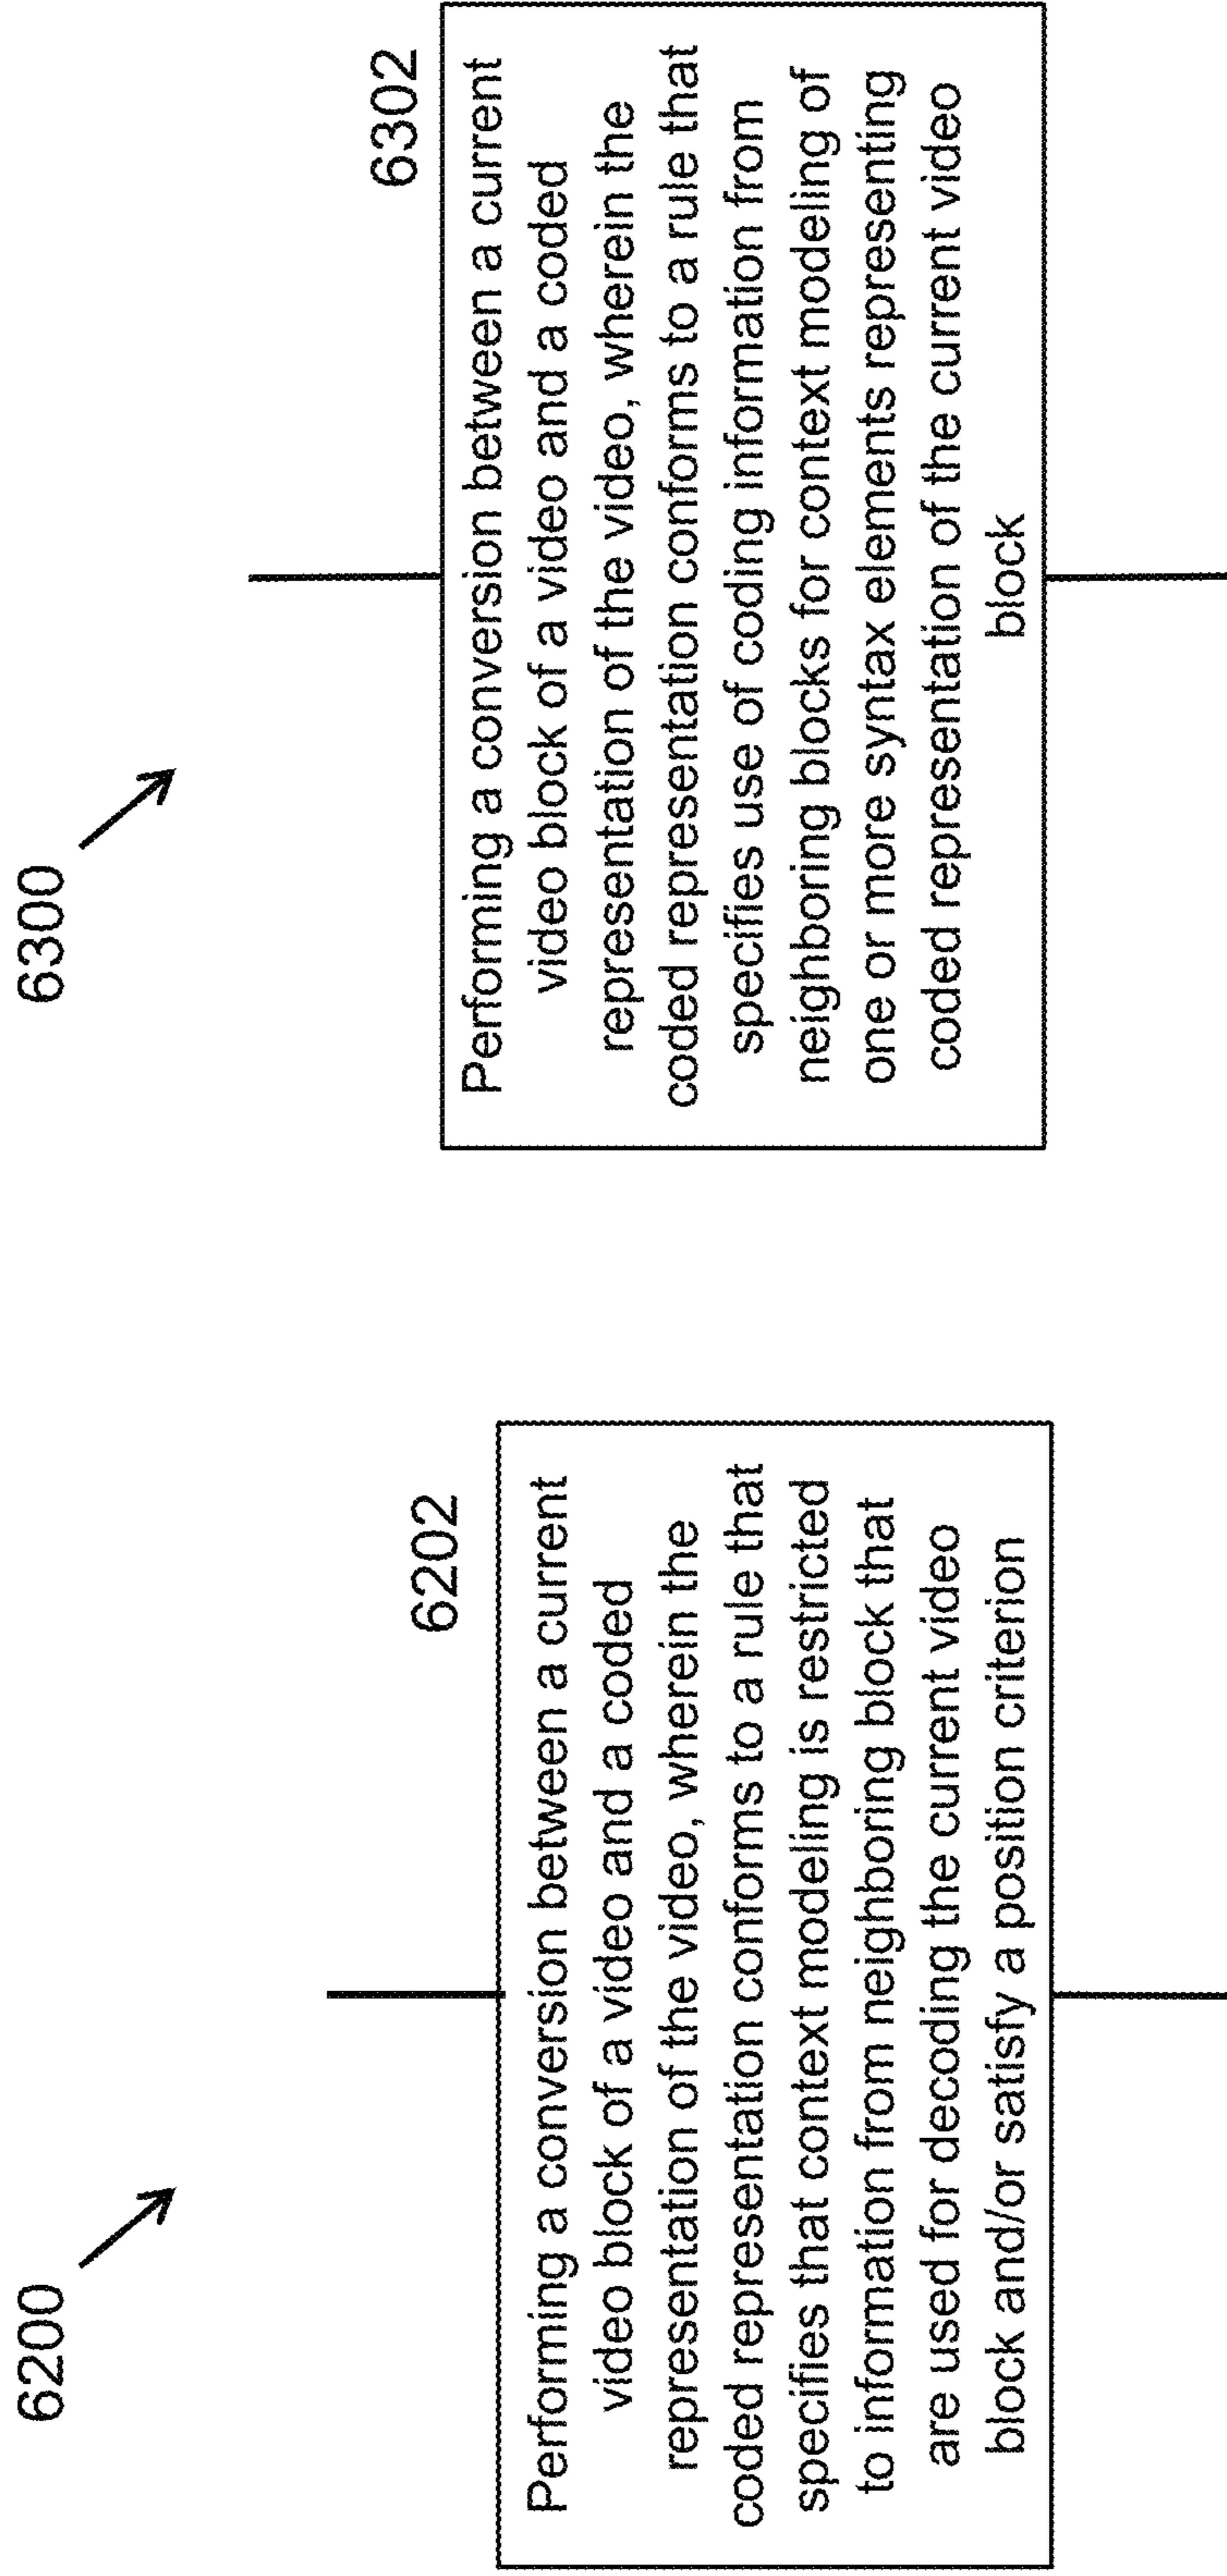 6200
6202
Performing a conversion between a current
video block of a video and a coded
representation of the video, wherein the
coded representation conforms to a rule that
specifies that context modeling is restricted
to information from neighboring block that
are used for decoding the current video
block and/or satisfy a position criterion
6300
6302
Performing a conversion between a current
video block of a video and a coded
representation of the video, wherein the
coded representation conforms to a rule that
specifies use of coding information from
neighboring blocks for context modeling of
one or more syntax elements representing
coded representation of the current video
block